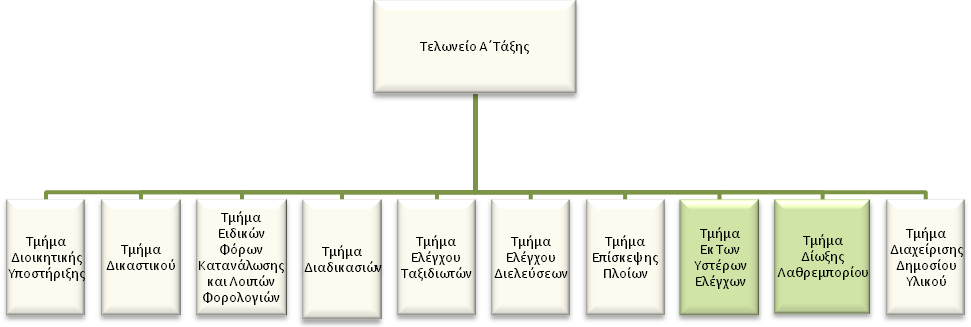 Τελωνείο Α΄Τάξης
Τμήμα
Διοικητικής
Υποστήριξης
Τμήμα
Δικαστικού
Τμήμα
Ειδικών
Φόρων
Κατανάλωσης
και Λοιπών
Φορολογιών
Τμήμα
Διαδικασιών
Τμήμα
Ελέγχου
Ταξιδιωτών
Τμήμα
Ελέγχου
Διελεύσεων
Τμήμα
Επίσκεψης
Πλοίων
Τμήμα
Εκ Των
Υστέρων
Ελέγχων
Τμήμα
Δίωξης
Λαθρεμπορίου
Τμήμα
Διαχείρισης
Δημοσίου
Υλικού